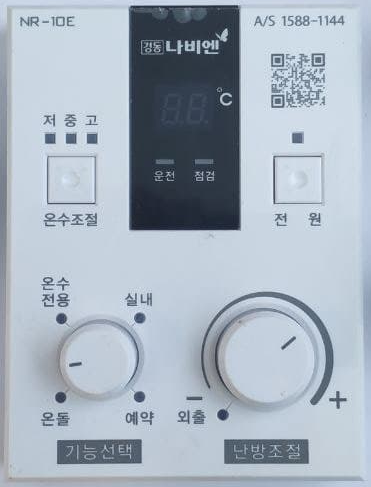 NR-10E
A/S 1588-1144
경동 나비엔
°C
저 중 고
운전
점검
온수조절
전 원
온수
전용
실내
온돌
예약
외출
- +
기능선택
난방조절